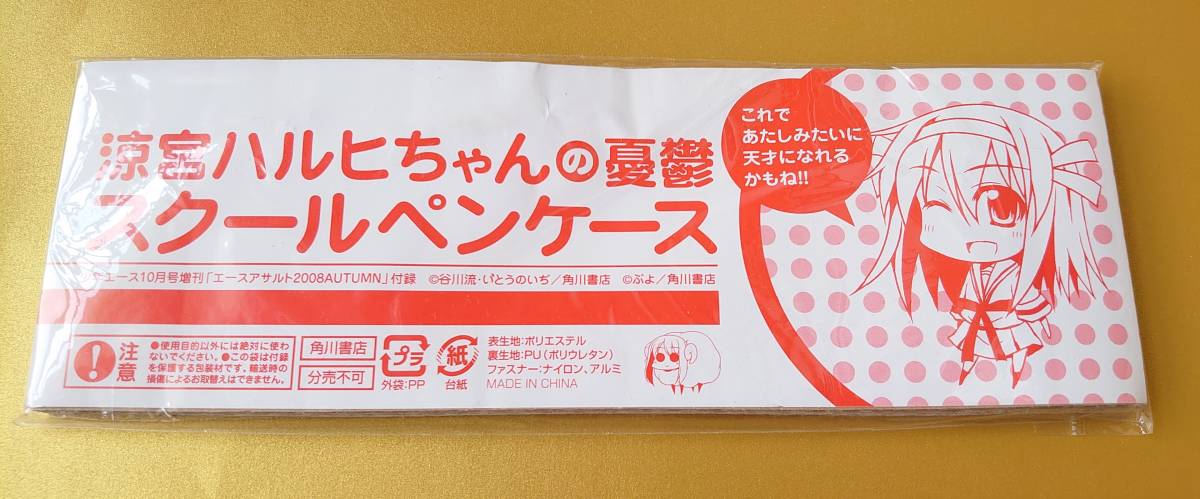 涼宮ハルヒちゃんの憂鬱
スクールペンケース
エース10月号増刊「エースアサルト2008AUTUMN」付録 ©谷川流・いとうのいぢ／角川書店 ©ぷよ／角川書店
これで
あたしみたいに
天才になれる
かもね!!
注意
●使用目的以外には絶対に使わ
ないでください。●この袋は付録
を保護する包装材です。輸送時の
損傷によるお取替えはできません。
角川書店
分売不可
プラ
外袋:PP
紙
台紙
表生地:ポリエステル
裏生地:PU(ポリウレタン)
ファスナー:ナイロン、アルミ
MADE IN CHINA